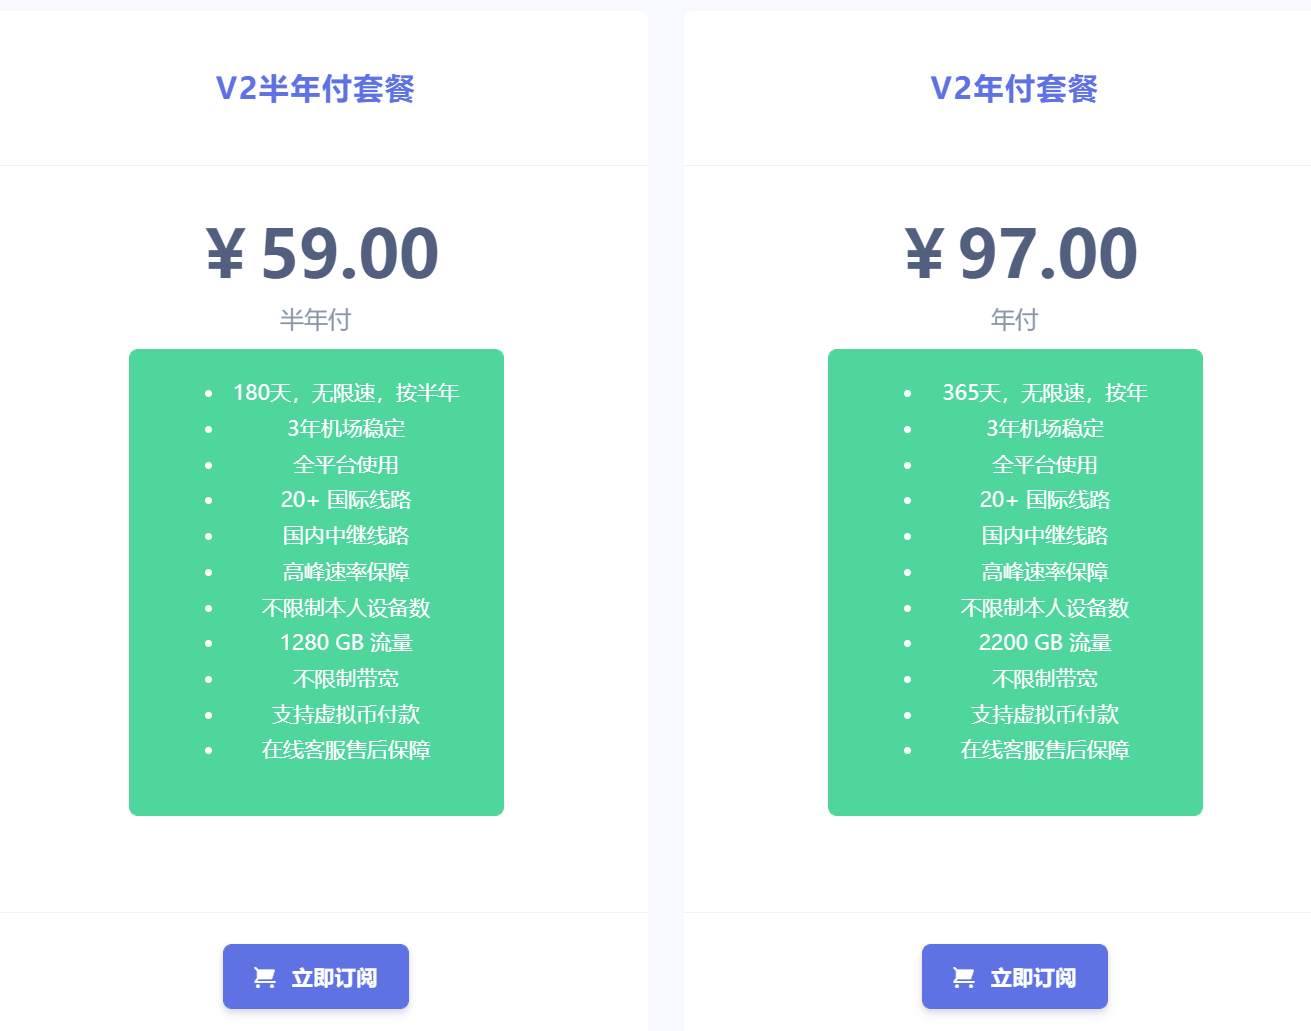 V2半年付套餐
¥ 59.00
半年付
180天，无限速，按半年
3年机场稳定
全平台使用
20+ 国际线路
国内中继线路
高峰速率保障
不限制本人设备数
1280 GB 流量
不限制带宽
支持虚拟币付款
在线客服售后保障
立即订阅
V2年付套餐
¥ 97.00
年付
365天，无限速，按年
3年机场稳定
全平台使用
20+ 国际线路
国内中继线路
高峰速率保障
不限制本人设备数
2200 GB 流量
不限制带宽
支持虚拟币付款
在线客服售后保障
立即订阅